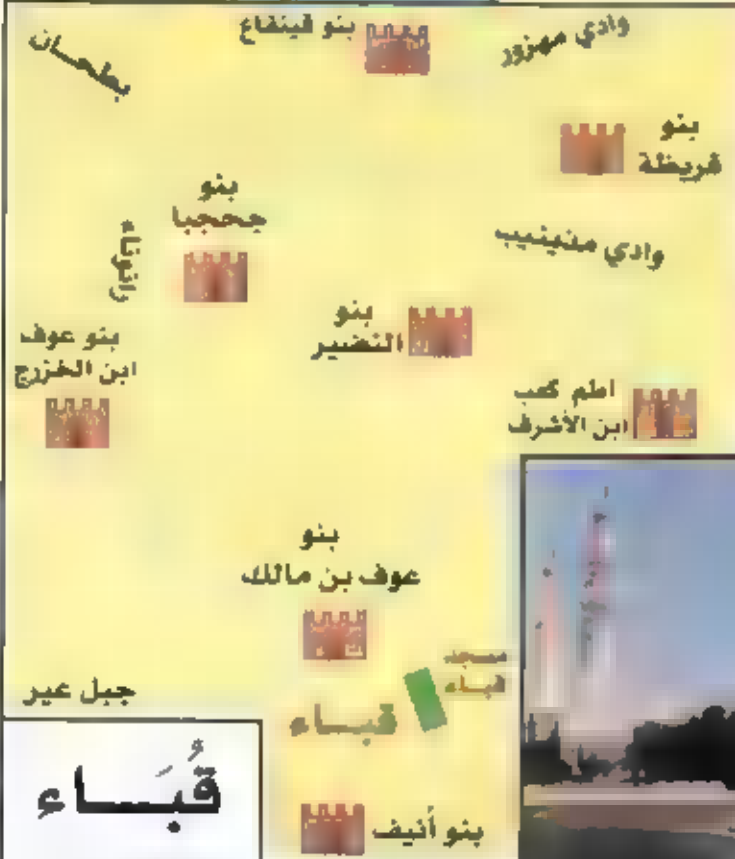 بنو قينقاع
وادي مهزور
بطحان
بنو
قريظة
بنو
جحجبا
رانوناء
وادي مذينيب
بنو
النضير
بنو عوف
ابن الخزرج
اطم كعب
ابن الأشرف
بنو
عوف بن مالك
مسجد
قباء
جبل عير
قباء
قُبَاء
بنو أنيف